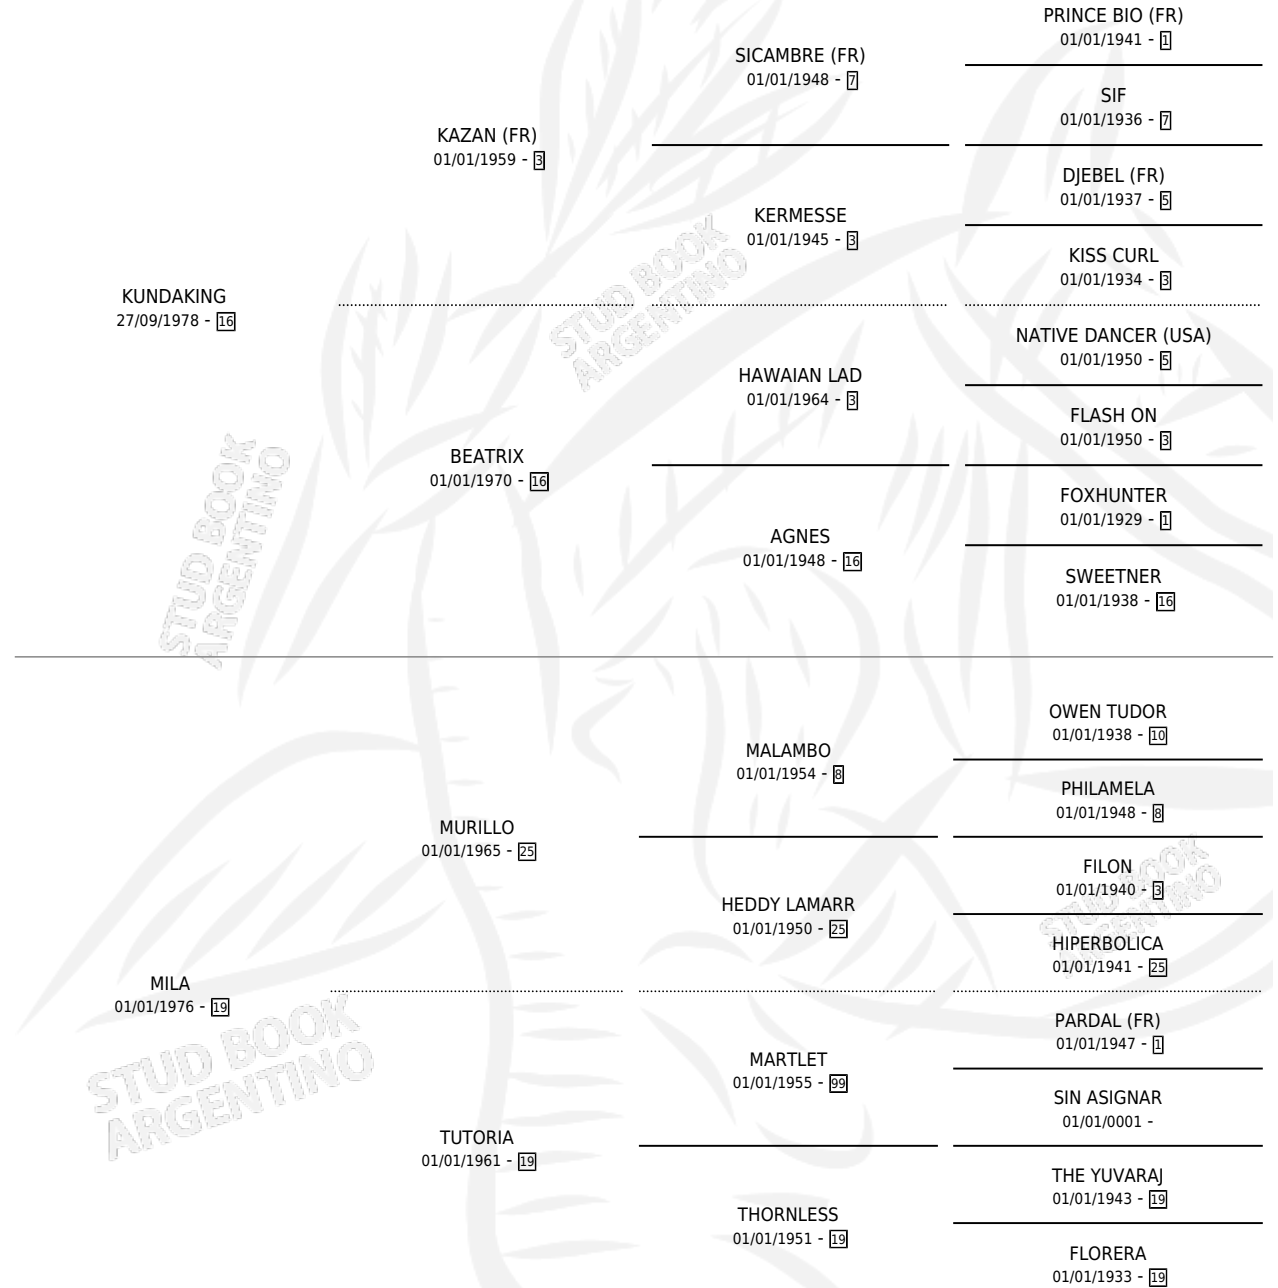 PRINCE BIO (FR)
01/01/1941 - 1
SICAMBRE (FR)
01/01/1948 - 7
SIF
01/01/1936 - 7
KAZAN (FR)
01/01/1959 - 3
DJEBEL (FR)
01/01/1937 - 5
KERMESSE
01/01/1945 - 3
KISS CURL
01/01/1934 - 3
KUNDAKING
27/09/1978 - 16
STUD BOOK
ARGENTINO
NATIVE DANCER (USA)
01/01/1950 - 5
HAWAIAN LAD
01/01/1964 - 3
FLASH ON
01/01/1950 - 3
BEATRIX
01/01/1970 - 16
FOXHUNTER
01/01/1929 - 1
AGNES
01/01/1948 - 16
SWEETNER
01/01/1938 - 16
STUD BOOK
ARGENTINO
OWEN TUDOR
01/01/1938 - 10
MALAMBO
01/01/1954 - 8
PHILAMELA
01/01/1948 - 8
MURILLO
01/01/1965 - 25
FILON
01/01/1940 - 3
HEDDY LAMARR
01/01/1950 - 25
STUD BOOK
ARGENTINO
HIPERBOLICA
01/01/1941 - 25
MILA
01/01/1976 - 19
PARDAL (FR)
01/01/1947 - 1
MARTLET
01/01/1955 - 99
STUD BOOK
ARGENTINO
SIN ASIGNAR
01/01/0001 -
TUTORIA
01/01/1961 - 19
THE YUVARAJ
01/01/1943 - 19
THORNLESS
01/01/1951 - 19
FLORERA
01/01/1933 - 19